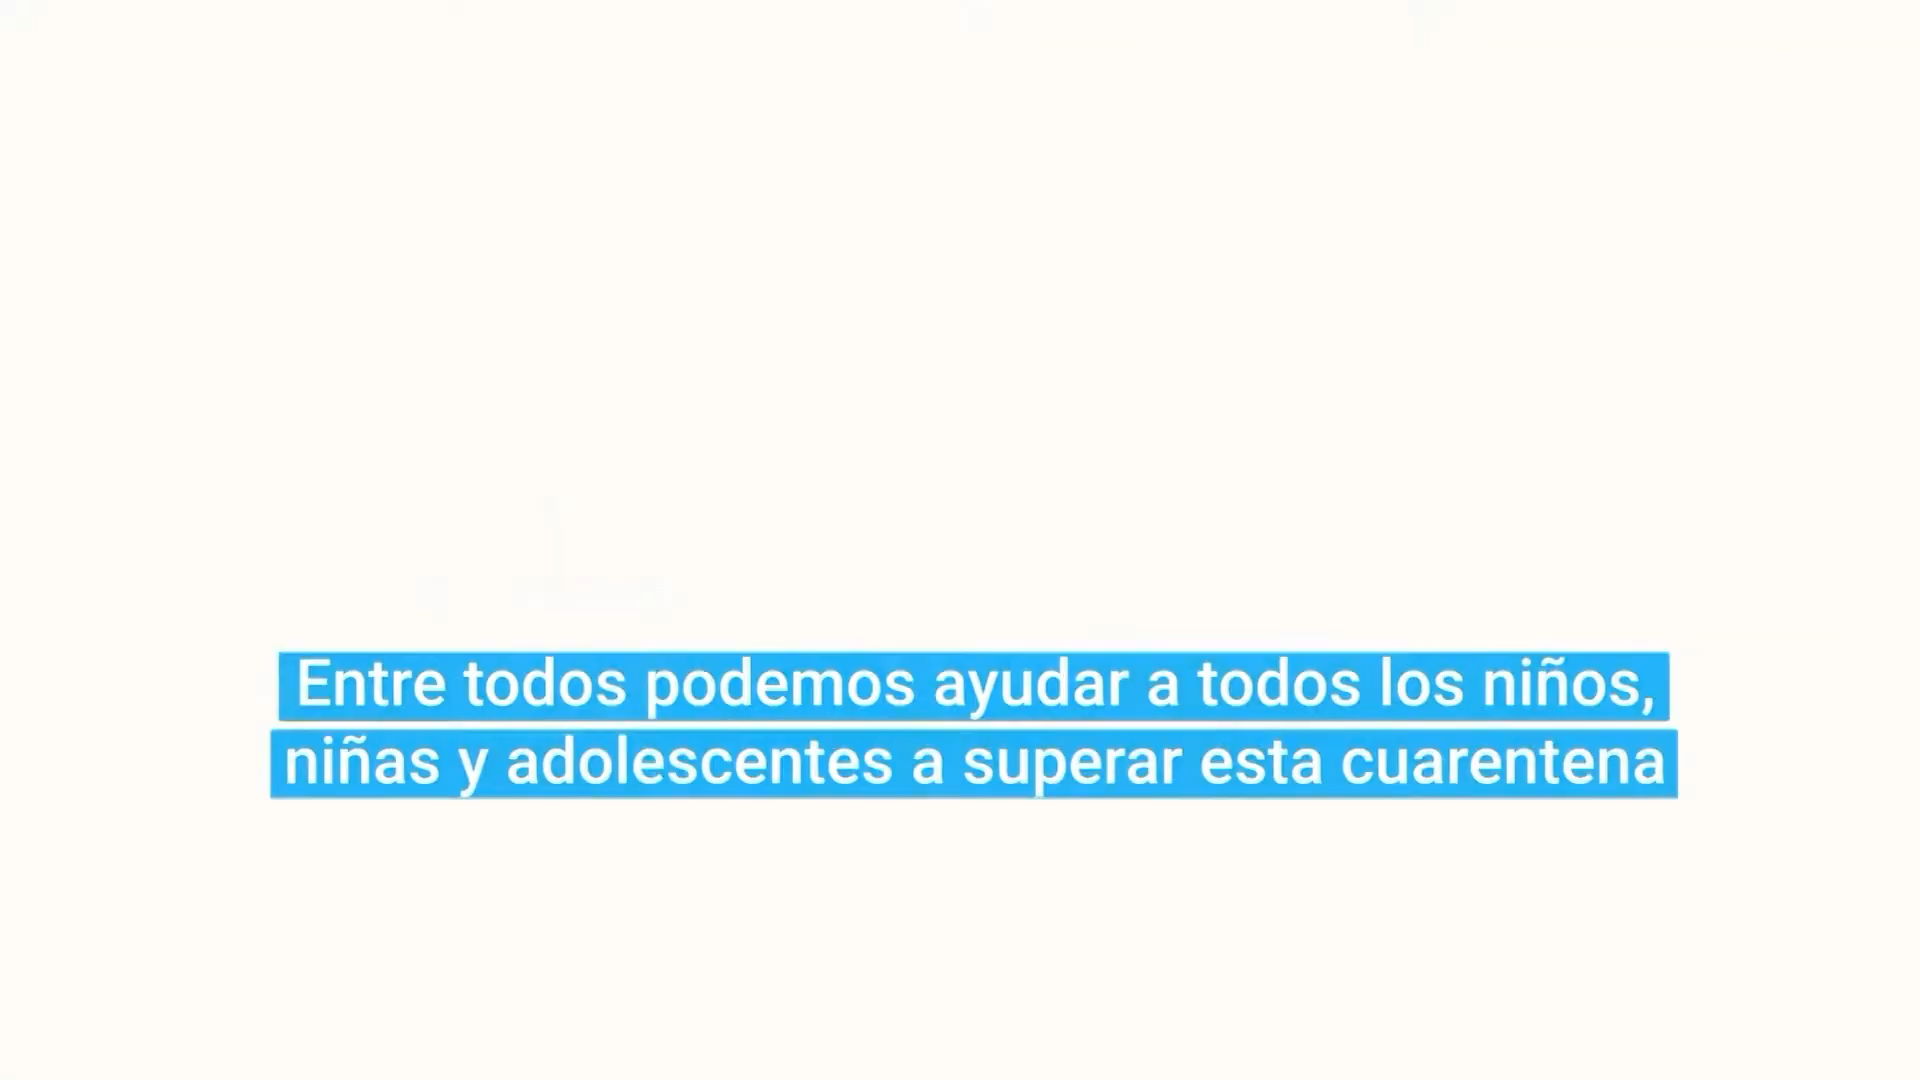 Entre todos podemos ayudar a todos los niños,
niñas y adolescentes a superar esta cuarentena